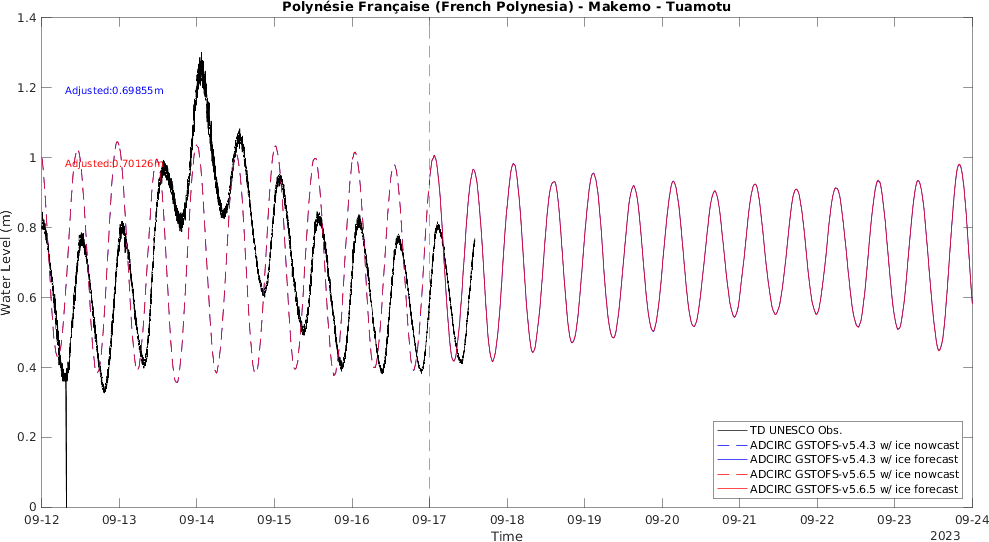 Polynésie Française (French Polynesia) - Makemo - Tuamotu
1.4
1.2
1
0.8
0.6
0.4
0.2
0
Water Level (m)
Adjusted:0.69855m
Adjusted:0.70126m
TD UNESCO Obs.
ADCIRC GSTOFS-v5.4.3 w/ ice nowcast
ADCIRC GSTOFS-v5.4.3 w/ ice forecast
ADCIRC GSTOFS-v5.6.5 w/ ice nowcast
ADCIRC GSTOFS-v5.6.5 w/ ice forecast
09-12 09-13 09-14 09-15 09-16 09-17 09-18 09-19 09-20 09-21 09-22 09-23 09-24
Time
2023